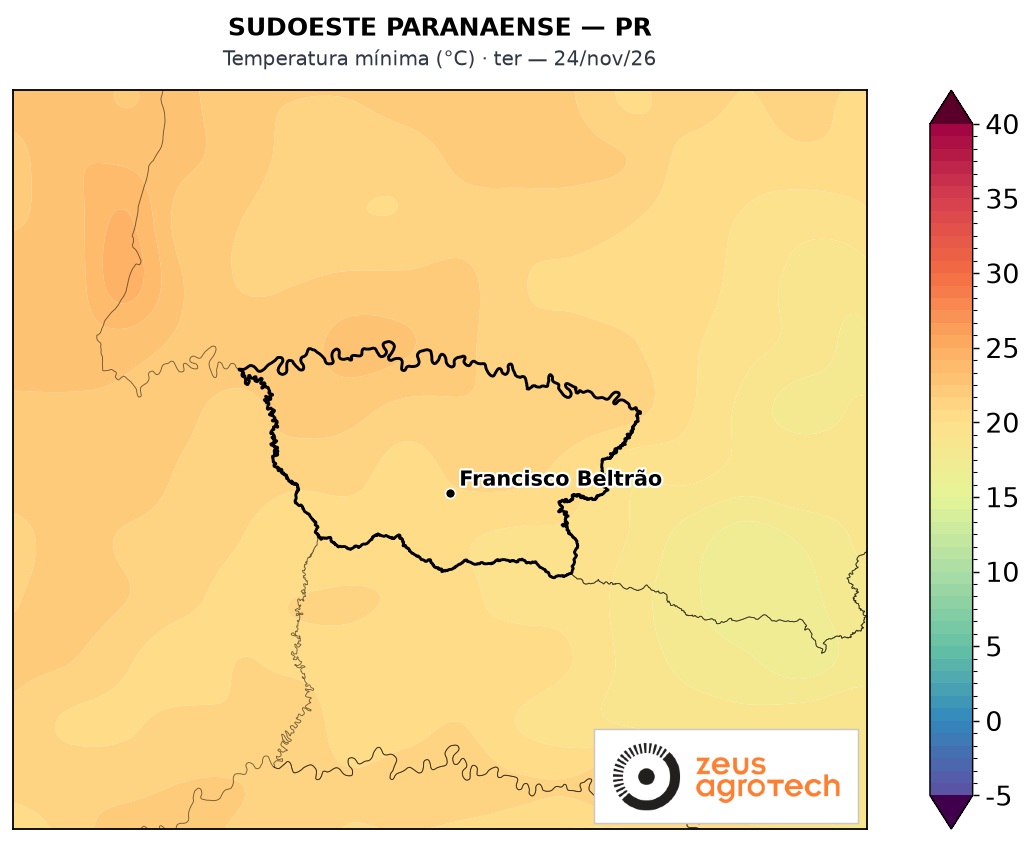 SUDOESTE PARANAENSE — PR
Temperatura mínima (°C) · ter — 24/nov/26
40
35
30
25
20
15
10
5
0
-5
Francisco Beltrão
zeus
agrotech